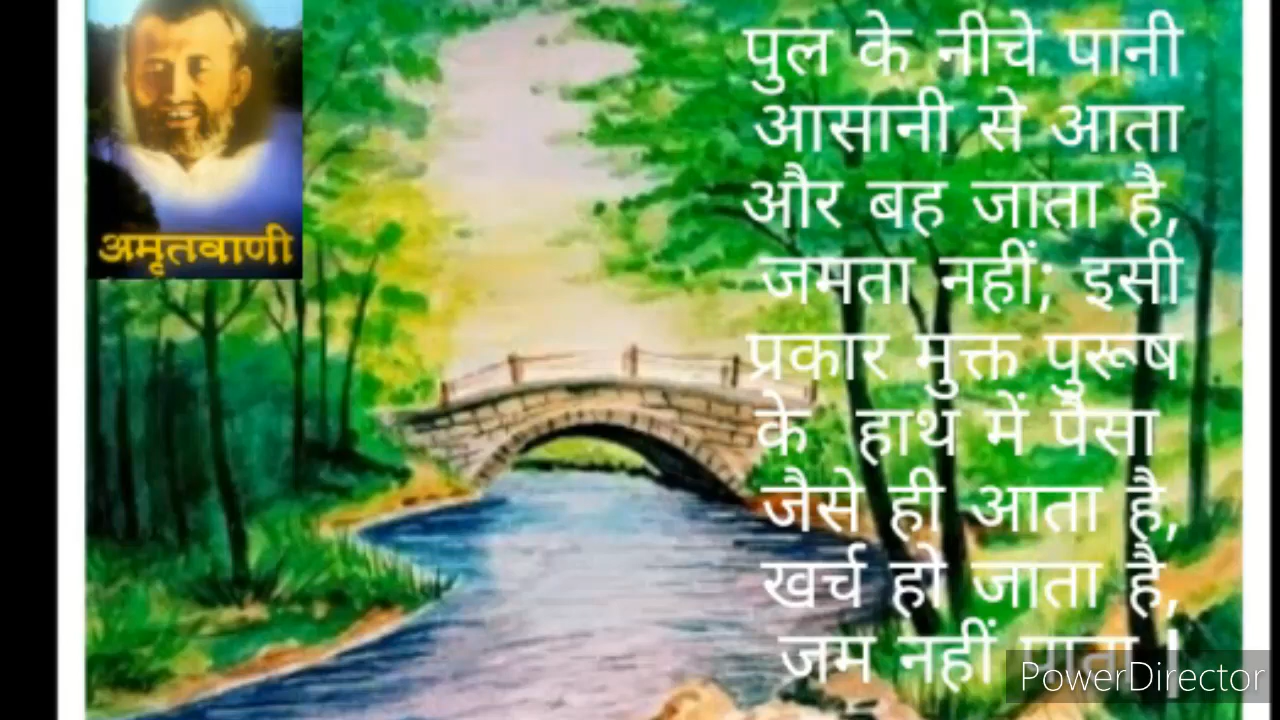 पुल के नीचे पानी
आसानी से आता
और बह जाता है,
जमता नहीं; इसी
प्रकार मुक्त पुरूष
के हाथ में पैसा
जैसे ही आता है,
खर्च हो जाता है,
जम नहीं पाता।
अमृतवाणी
PowerDirector